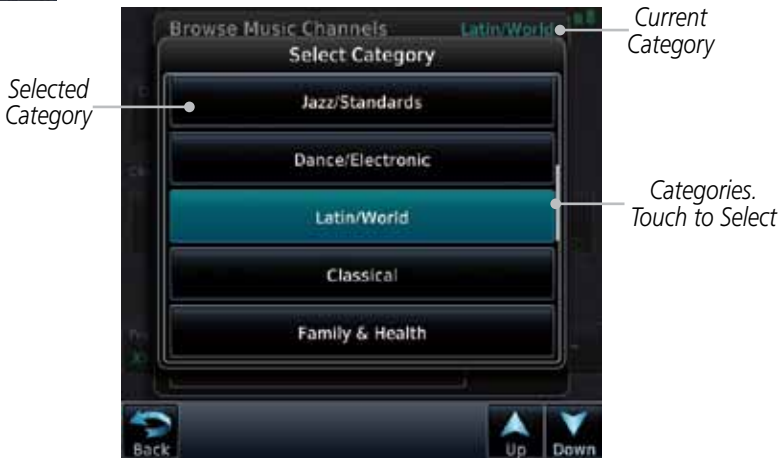 Browse Music Channels Latin/World
Current
Category
Select Category
Selected
Category
Jazz/Standards
Dance/Electronic
Latin/World
Categories.
Touch to Select
Classical
Family & Health
Back
Up
Down